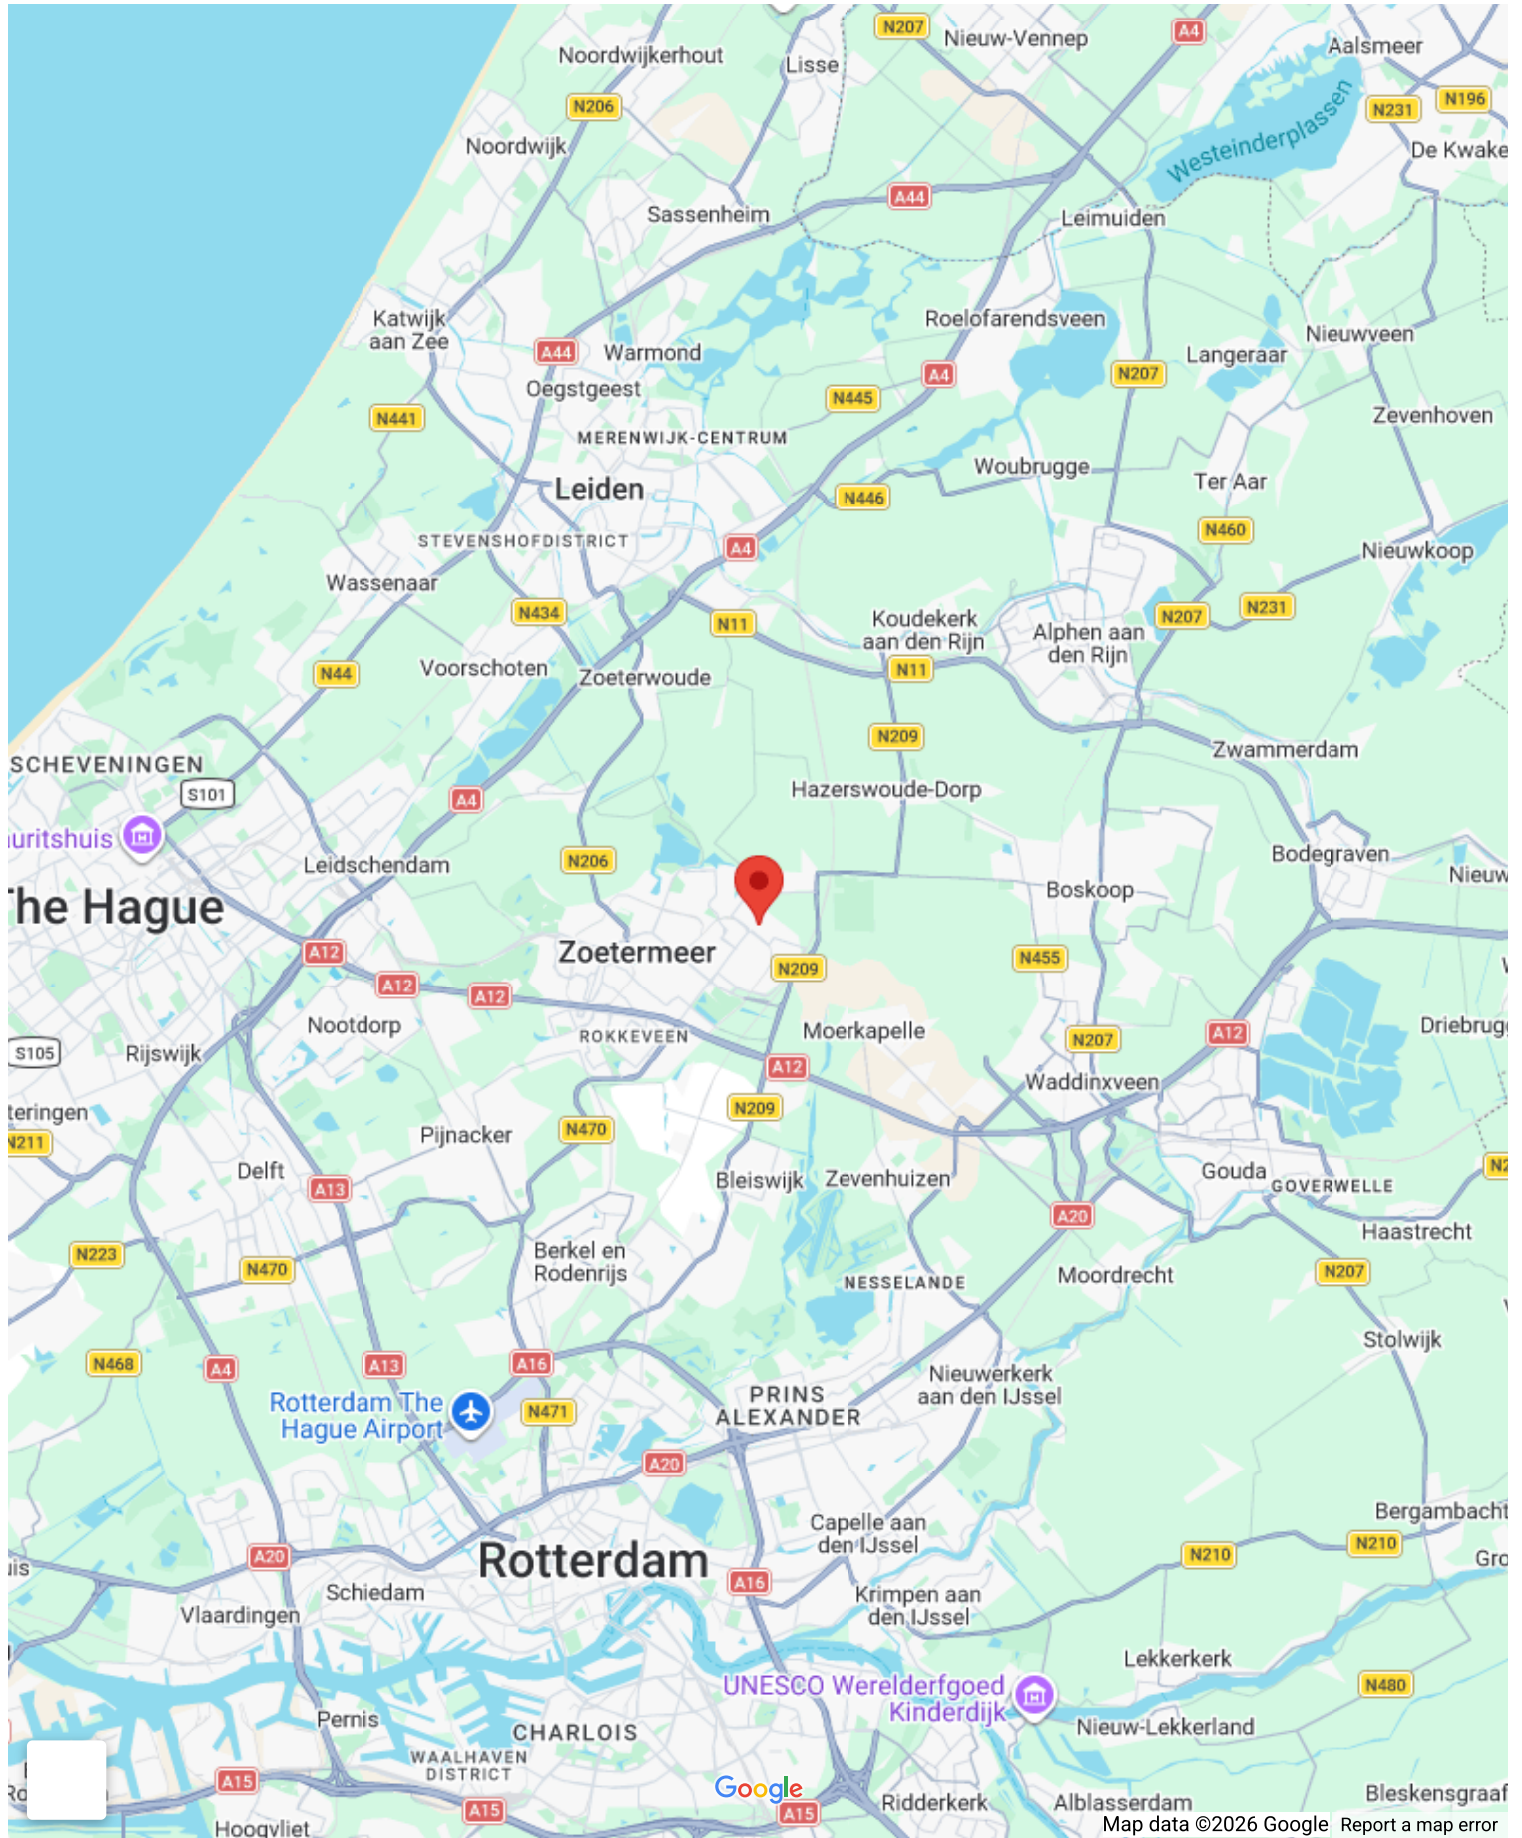 N207
Nieuw-Vennep
A4
Aalsmeer
Noordwijkerhout
Lisse
N206
N231
N196
Westeinderplassen
Noordwijk
De Kwake
A44
Sassenheim
Leimuiden
Katwijk
aan Zee
Roelofarendsveen
Nieuwveen
A44
Warmond
Langeraar
A4
N207
Oegstgeest
N445
N441
Zevenhoven
MERENWIJK-CENTRUM
Woubrugge
Leiden
N446
Ter Aar
N460
STEVENSHOFDISTRICT
A4
Nieuwkoop
Wassenaar
N434
N11
Koudekerk
aan den Rijn
N207
N231
Alphen aan
den Rijn
N44
Voorschoten
Zoeterwoude
N11
N209
Zwammerdam
SCHEVENINGEN
S101
A4
Hazerswoude-Dorp
uritshuis
Leidschendam
N206
Bodegraven
Nieuw
Boskoop
The Hague
A12
Zoetermeer
N209
N455
A12
A12
Nootdorp
ROKKEVEEN
Moerkapelle
N207
A12
Driebrugg
S105
Rijswijk
A12
Waddinxveen
teringen
N211
N209
N470
Pijnacker
Delft
A13
Bleiswijk
Zevenhuizen
Gouda
GOVERWELLE
N2
A20
Haastrecht
N223
N470
Berkel en
Rodenrijs
NESSELANDE
Moordrecht
N207
Stolwijk
N468
A4
A13
A16
Nieuwerkerk
aan den IJssel
Rotterdam The
Hague Airport
N471
PRINS
ALEXANDER
A20
Bergambacht
Capelle aan
den IJssel
N210
N210
Gro
uis
A20
Rotterdam
A16
Schiedam
Krimpen aan
den IJssel
Vlaardingen
Lekkerkerk
UNESCO Werelderfgoed
Kinderdijk
N480
Pernis
CHARLOIS
Nieuw-Lekkerland
WAALHAVEN
DISTRICT
A15
Google
A15
A15
Ridderkerk
Alblasserdam
Bleskensgraaf
Hoogvliet
Map data ©2026 Google
Report a map error